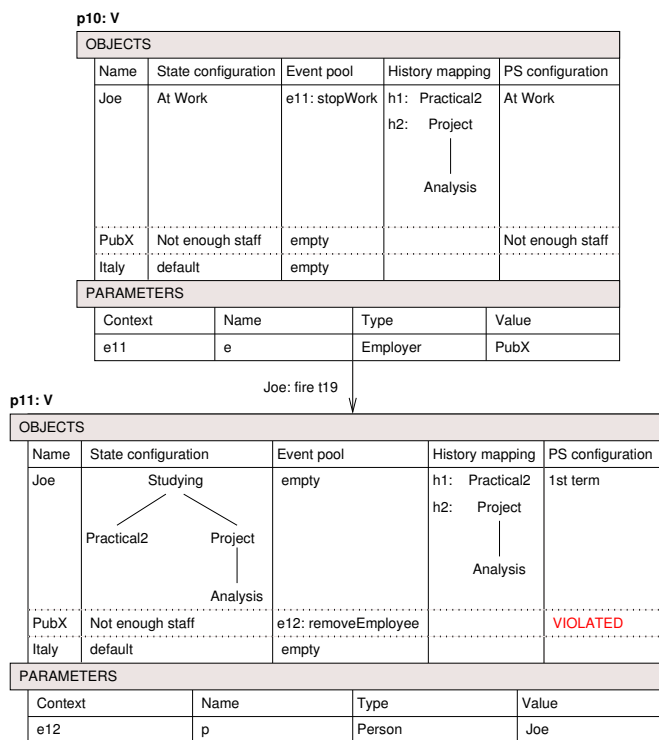 p10: V
OBJECTS
Name State configuration Event pool History mapping PS configuration
Joe At Work e11: stopWork h1: Practical2 At Work
h2: Project
Analysis
PubX Not enough staff empty Not enough staff
Italy default empty
PARAMETERS
Context Name Type Value
e11 e Employer PubX
Joe: fire t19
p11: V
OBJECTS
Name State configuration Event pool History mapping PS configuration
Joe Studying empty h1: Practical2 1st term
h2: Project
Practical2 Project
Analysis
Analysis
PubX Not enough staff e12: removeEmployee VIOLATED
Italy default empty
PARAMETERS
Context Name Type Value
e12 p Person Joe